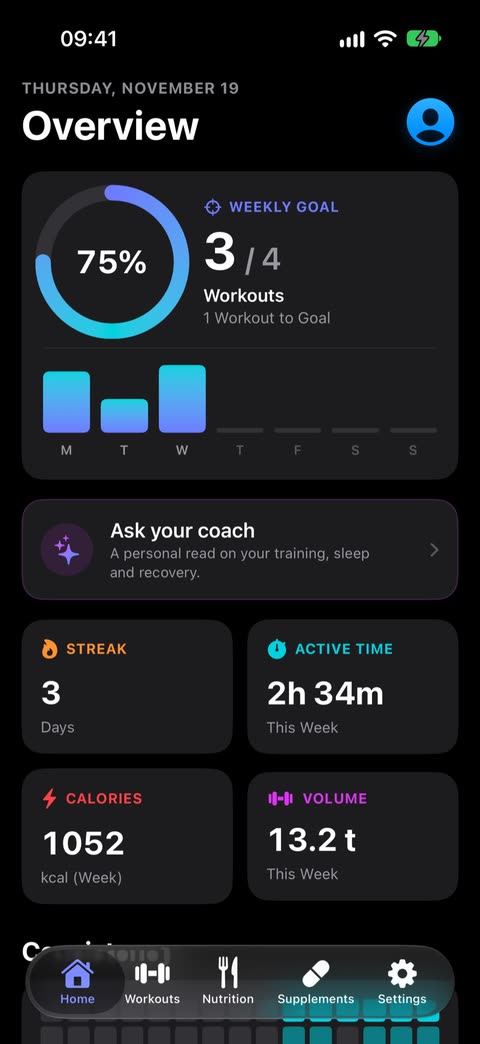 09:41
THURSDAY, NOVEMBER 19
Overview
75%
WEEKLY GOAL
3 / 4
Workouts
1 Workout to Goal
M T W T F S S
Ask your coach
A personal read on your training, sleep
and recovery.
STREAK
3
Days
ACTIVE TIME
2h 34m
This Week
CALORIES
1052
kcal (Week)
VOLUME
13.2 t
This Week
Home
Workouts
Nutrition
Supplements
Settings